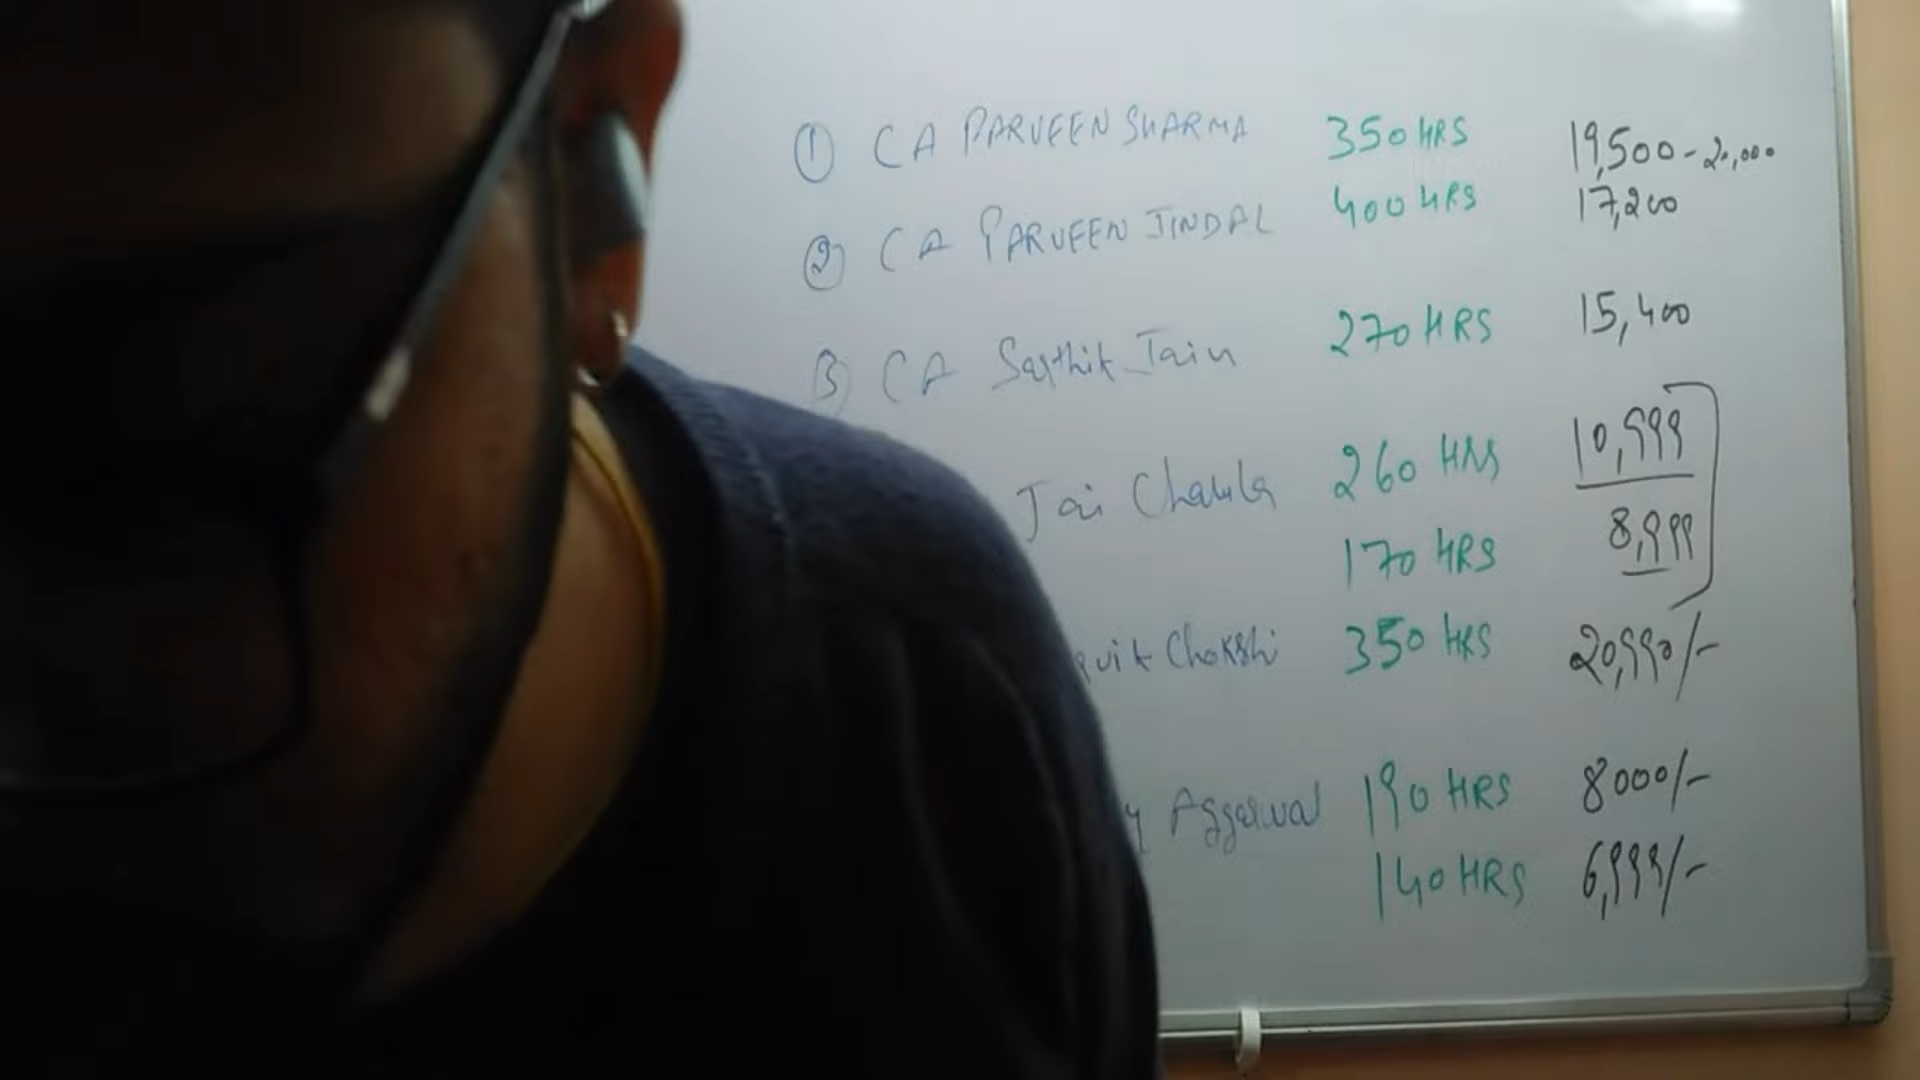 ① CA PARVEEN SHARMA 350 HRS 19,500-20,000
② CA PARVEEN JINDAL 400 HRS 17,200
3) CA Sarthik Jain 270 HRS 15,400
Jai Chawla 260 HRS 10,999
170 HRS 8,999
Chokshi 350 HRS 20,990/-
Aggarwal 190 HRS 8000/-
140 HRS 6,999/-